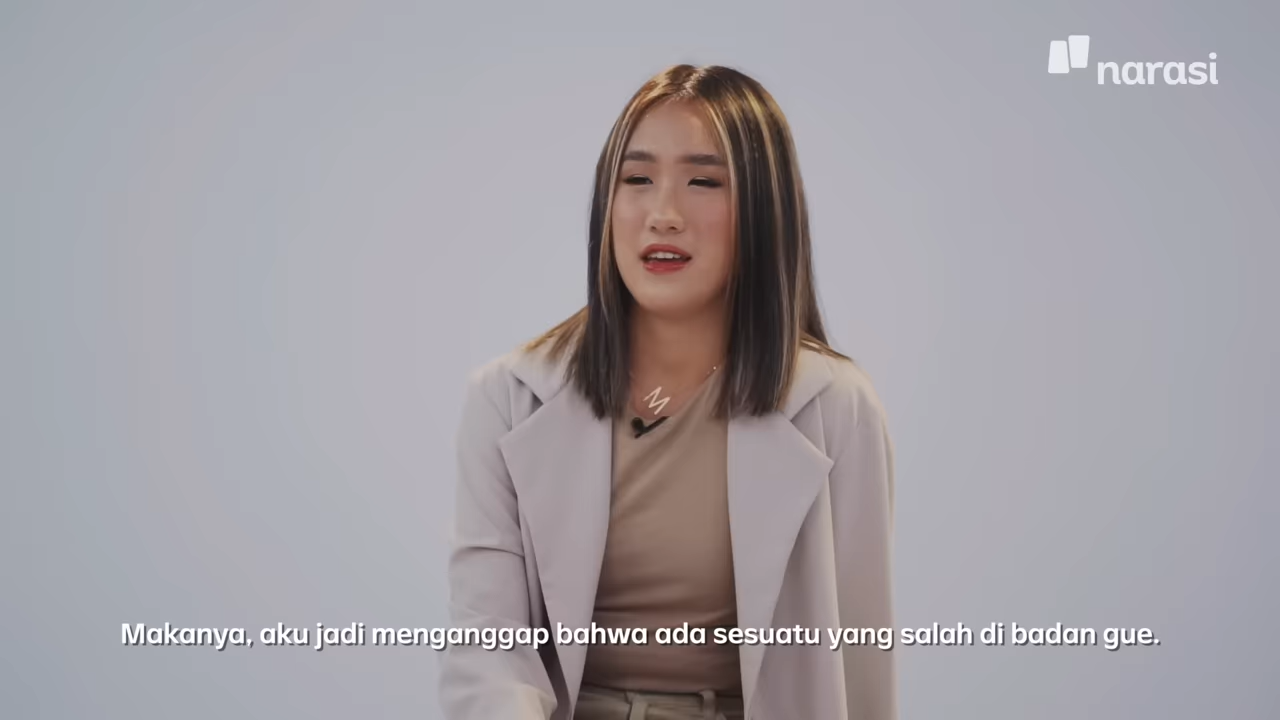 narasi
M
Makanya, aku jadi menganggap bahwa ada sesuatu yang salah di badan gue.